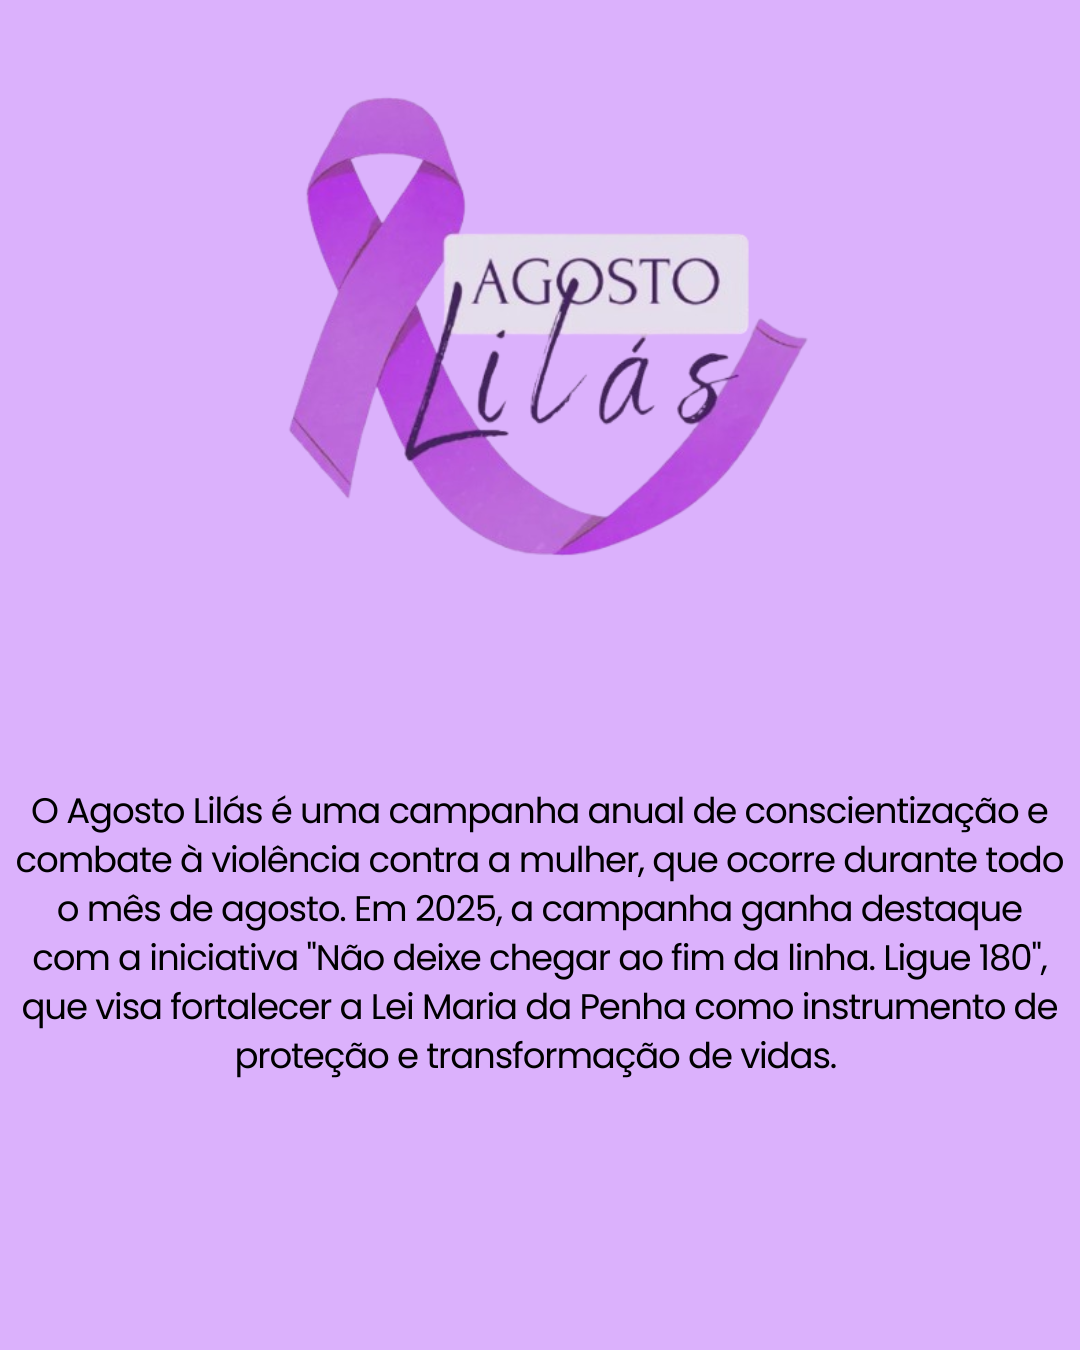 AGOSTO
Lilás
O Agosto Lilás é uma campanha anual de conscientização e
combate à violência contra a mulher, que ocorre durante todo
o mês de agosto. Em 2025, a campanha ganha destaque
com a iniciativa "Não deixe chegar ao fim da linha. Ligue 180",
que visa fortalecer a Lei Maria da Penha como instrumento de
proteção e transformação de vidas.